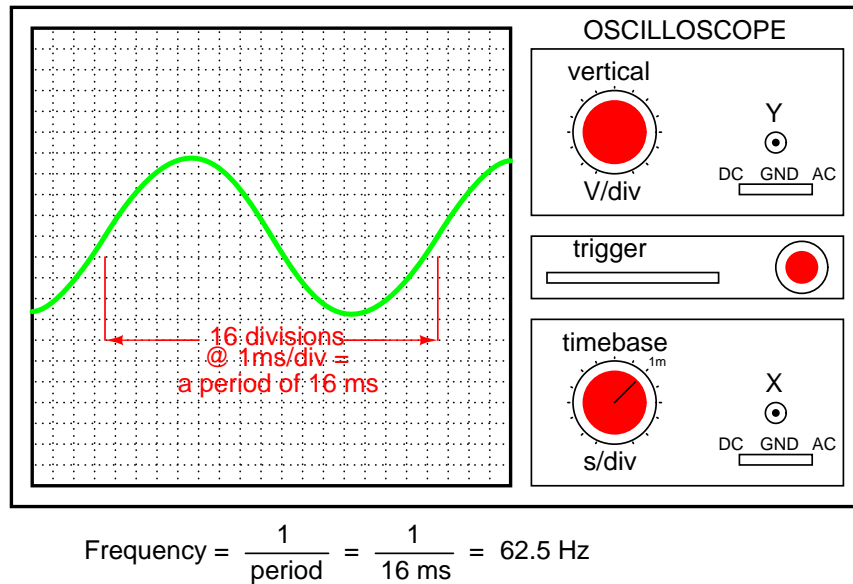 OSCILLOSCOPE
vertical
Y
DC GND AC
V/div
trigger
timebase
1m
X
DC GND AC
s/div
16 divisions
@ 1ms/div =
a period of 16 ms
Frequency = 1 / period = 1 / 16 ms = 62.5 Hz